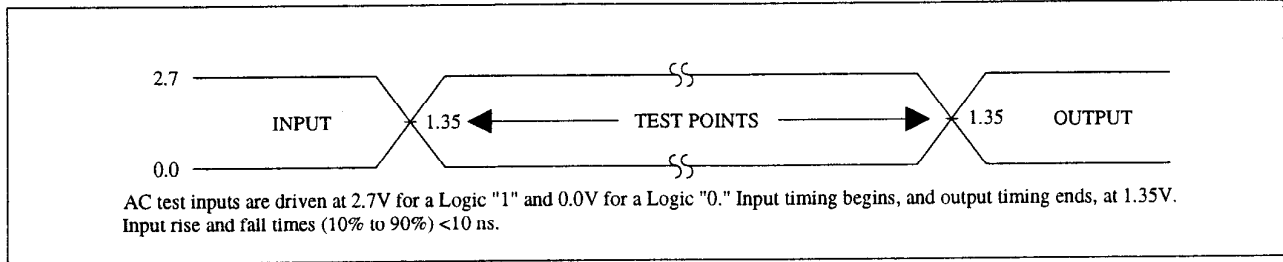 2.7
INPUT
1.35
TEST POINTS
1.35
OUTPUT
0.0
AC test inputs are driven at 2.7V for a Logic "1" and 0.0V for a Logic "0." Input timing begins, and output timing ends, at 1.35V.
Input rise and fall times (10% to 90%) <10 ns.